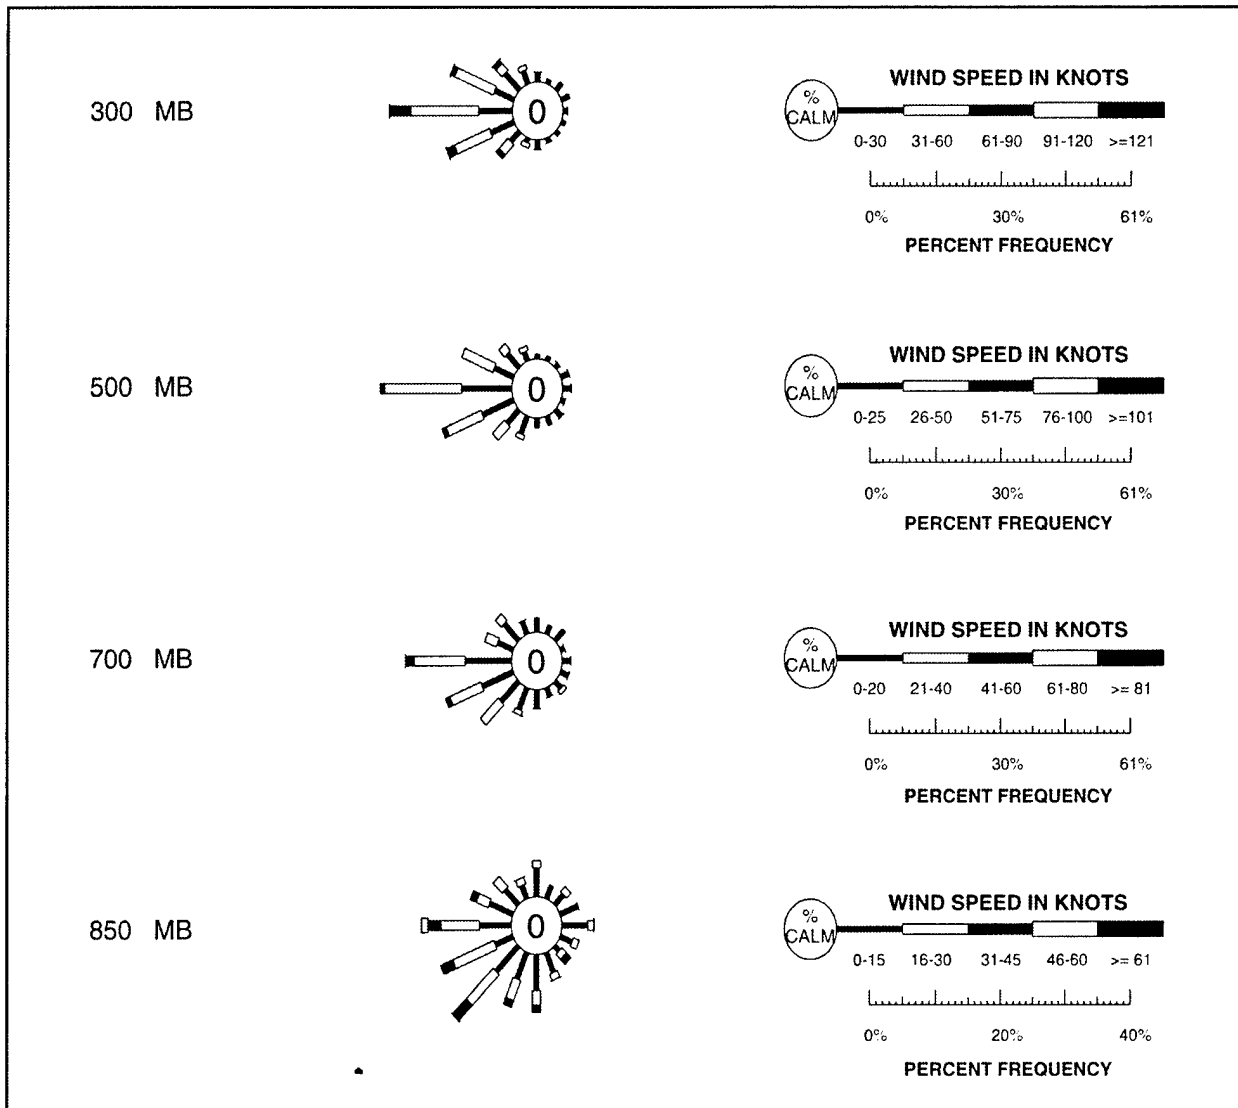 300 MB
0
WIND SPEED IN KNOTS
% CALM
0-30 31-60 61-90 91-120 >=121
0% 30% 61%
PERCENT FREQUENCY
500 MB
0
WIND SPEED IN KNOTS
% CALM
0-25 26-50 51-75 76-100 >=101
0% 30% 61%
PERCENT FREQUENCY
700 MB
0
WIND SPEED IN KNOTS
% CALM
0-20 21-40 41-60 61-80 >= 81
0% 30% 61%
PERCENT FREQUENCY
850 MB
0
WIND SPEED IN KNOTS
% CALM
0-15 16-30 31-45 46-60 >= 61
0% 20% 40%
PERCENT FREQUENCY